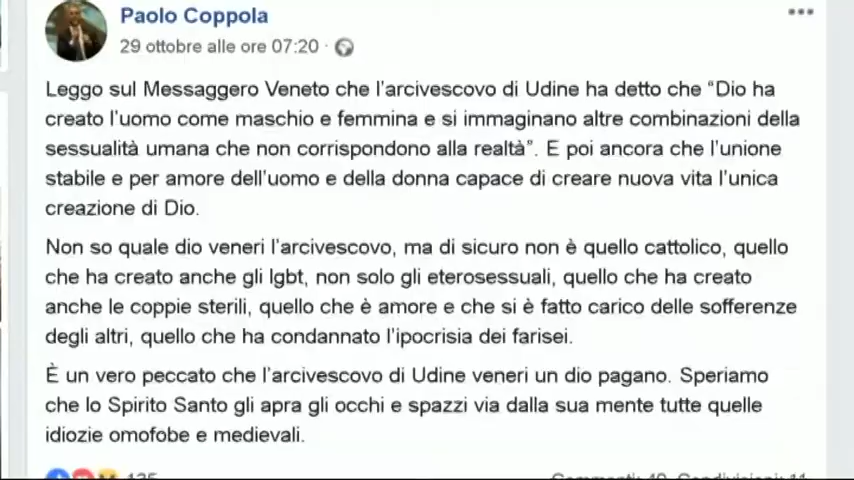 Paolo Coppola
29 ottobre alle ore 07:20 ·
Leggo sul Messaggero Veneto che l'arcivescovo di Udine ha detto che “Dio ha
creato l'uomo come maschio e femmina e si immaginano altre combinazioni della
sessualità umana che non corrispondono alla realtà”. E poi ancora che l'unione
stabile e per amore dell'uomo e della donna capace di creare nuova vita l'unica
creazione di Dio.
Non so quale dio veneri l'arcivescovo, ma di sicuro non è quello cattolico, quello
che ha creato anche gli lgbt, non solo gli eterosessuali, quello che ha creato
anche le coppie sterili, quello che è amore e che si è fatto carico delle sofferenze
degli altri, quello che ha condannato l'ipocrisia dei farisei.
È un vero peccato che l'arcivescovo di Udine veneri un dio pagano. Speriamo
che lo Spirito Santo gli apra gli occhi e spazzi via dalla sua mente tutte quelle
idiozie omofobe e medievali.